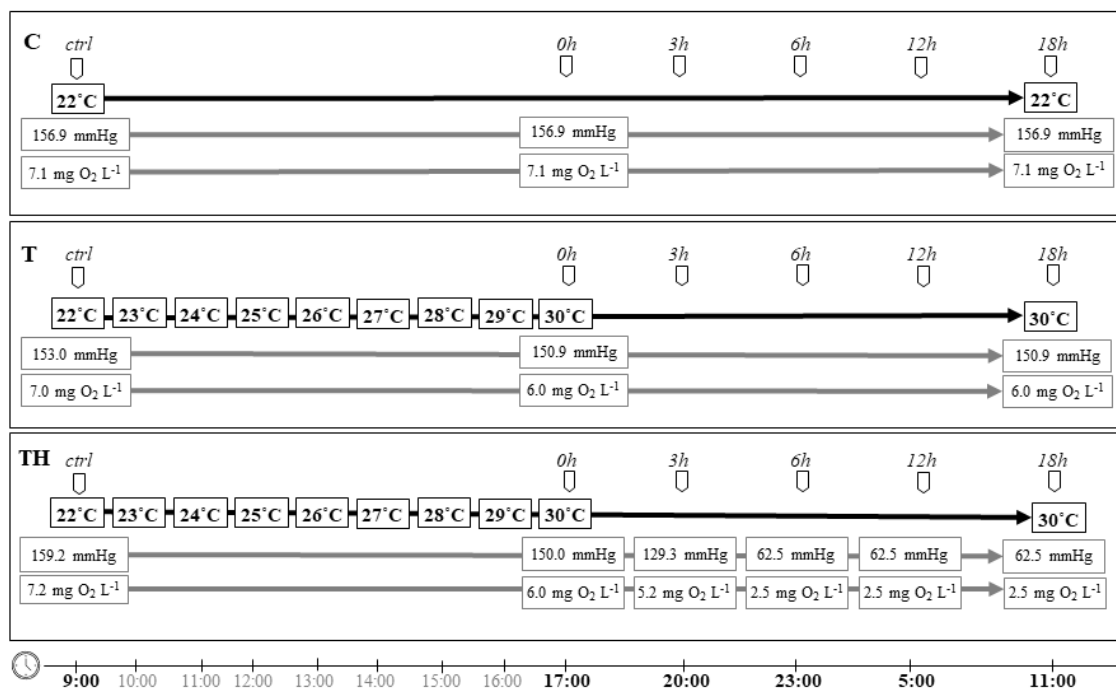 C ctrl 0h 3h 6h 12h 18h
22˚C 22˚C
156.9 mmHg 156.9 mmHg 156.9 mmHg
7.1 mg O₂ L⁻¹ 7.1 mg O₂ L⁻¹ 7.1 mg O₂ L⁻¹
T ctrl 0h 3h 6h 12h 18h
22˚C 23˚C 24˚C 25˚C 26˚C 27˚C 28˚C 29˚C 30˚C 30˚C
153.0 mmHg 150.9 mmHg 150.9 mmHg
7.0 mg O₂ L⁻¹ 6.0 mg O₂ L⁻¹ 6.0 mg O₂ L⁻¹
TH ctrl 0h 3h 6h 12h 18h
22˚C 23˚C 24˚C 25˚C 26˚C 27˚C 28˚C 29˚C 30˚C 30˚C
159.2 mmHg 150.0 mmHg 129.3 mmHg 62.5 mmHg 62.5 mmHg 62.5 mmHg
7.2 mg O₂ L⁻¹ 6.0 mg O₂ L⁻¹ 5.2 mg O₂ L⁻¹ 2.5 mg O₂ L⁻¹ 2.5 mg O₂ L⁻¹ 2.5 mg O₂ L⁻¹
9:00 10:00 11:00 12:00 13:00 14:00 15:00 16:00 17:00 20:00 23:00 5:00 11:00